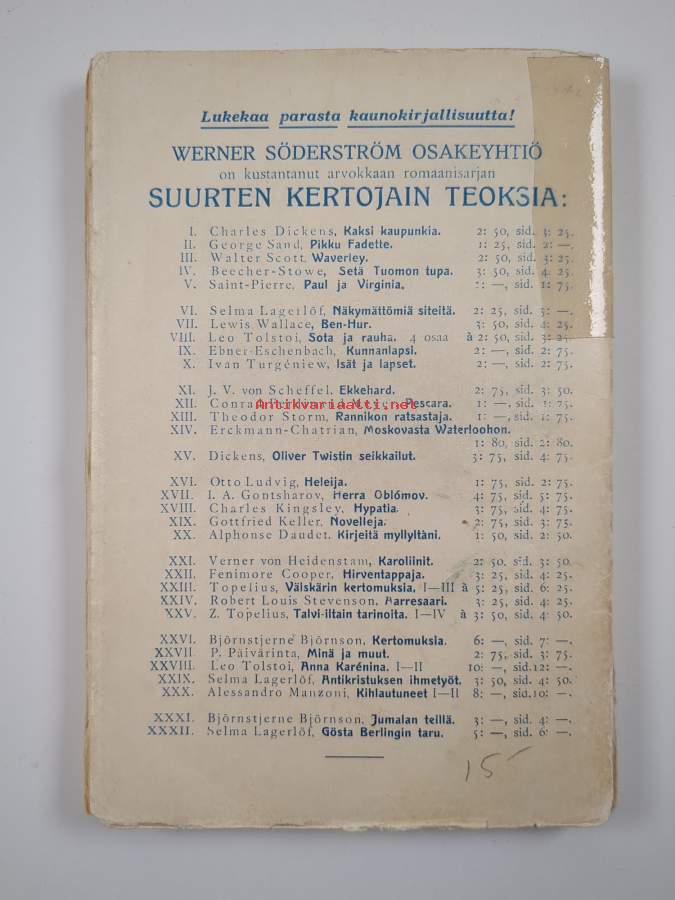 Lukekaa parasta kaunokirjallisuutta!
WERNER SÖDERSTRÖM OSAKEYHTIÖ
on kustantanut arvokkaan romaanisarjan
SUURTEN KERTOJAIN TEOKSIA:
I. Charles Dickens, Kaksi kaupunkia. 2: 50, sid. 3: 25.
II. George Sand, Pikku Fadette. 1: 25, sid. 2: —.
III. Walter Scott, Waverley. 2: 50, sid. 3: 25.
IV. Beecher-Stowe, Setä Tuomon tupa. 3: 50, sid. 4: 25.
V. Saint-Pierre, Paul ja Virginia. : —, sid. 1: 75.
VI. Selma Lagerlöf, Näkymättömiä siteitä. 2: 25, sid. 3: —.
VII. Lewis Wallace, Ben-Hur. 3: 50, sid. 4: 25.
VIII. Leo Tolstoi, Sota ja rauha. 4 osaa à 2: 50, sid. 3: 25.
IX. Ebner-Eschenbach, Kunnanlapsi. 2: —, sid. 2: 75.
X. Ivan Turgéniew, Isät ja lapset. 2: —, sid. 2: 75.
XI. J. V. von Scheffel, Ekkehard. 2: 75, sid. 3: 50.
XII. Conrad Ferdinand Meyer, Pescara. 1: —, sid. 1: 75.
Antikvariaatti.net
XIII. Theodor Storm, Rannikon ratsastaja. 1: —, sid. 1: 75.
XIV. Erckmann-Chatrian, Moskovasta Waterloohon.
1: 80, sid. 2: 80.
XV. Dickens, Oliver Twistin seikkailut. 3: 75, sid. 4: 75.
XVI. Otto Ludvig, Heleija. 1: 75, sid. 2: 75.
XVII. I. A. Gontsharov, Herra Oblómov. 4: 75, sid. 5: 75.
XVIII. Charles Kingsley, Hypatia. 3: 75, sid. 4: 75.
XIX. Gottfried Keller, Novelleja. 2: 75, sid. 3: 75.
XX. Alphonse Daudet, Kirjeitä myllyltäni. 1: 50, sid. 2: 50.
XXI. Verner von Heidenstam, Karoliinit. 2: 50, sid. 3: 50.
XXII. Fenimore Cooper, Hirventappaja. 3: 25, sid. 4: 25.
XXIII. Topelius, Välskärin kertomuksia, I—III à 5: 25, sid. 6: 25.
XXIV. Robert Louis Stevenson, Aarresaari. 3: 25, sid. 4: 25.
XXV. Z. Topelius, Talvi-iltain tarinoita. I—IV à 3: 50, sid. 4: 50.
XXVI. Björnstjerne Björnson, Kertomuksia. 6: —, sid. 7: —.
XXVII. P. Päivärinta, Minä ja muut. 2: 75, sid. 3: 75.
XXVIII. Leo Tolstoi, Anna Karénina. I—II 10: —, sid. 12: —.
XXIX. Selma Lagerlöf, Antikristuksen ihmetyöt. 3: 50, sid. 4: 50.
XXX. Alessandro Manzoni, Kihlautuneet I—II 8: —, sid. 10: —.
XXXI. Björnstjerne Björnson, Jumalan teillä. 3: —, sid. 4: —.
XXXII. Selma Lagerlöf, Gösta Berlingin taru. 5: —, sid. 6: —.
15